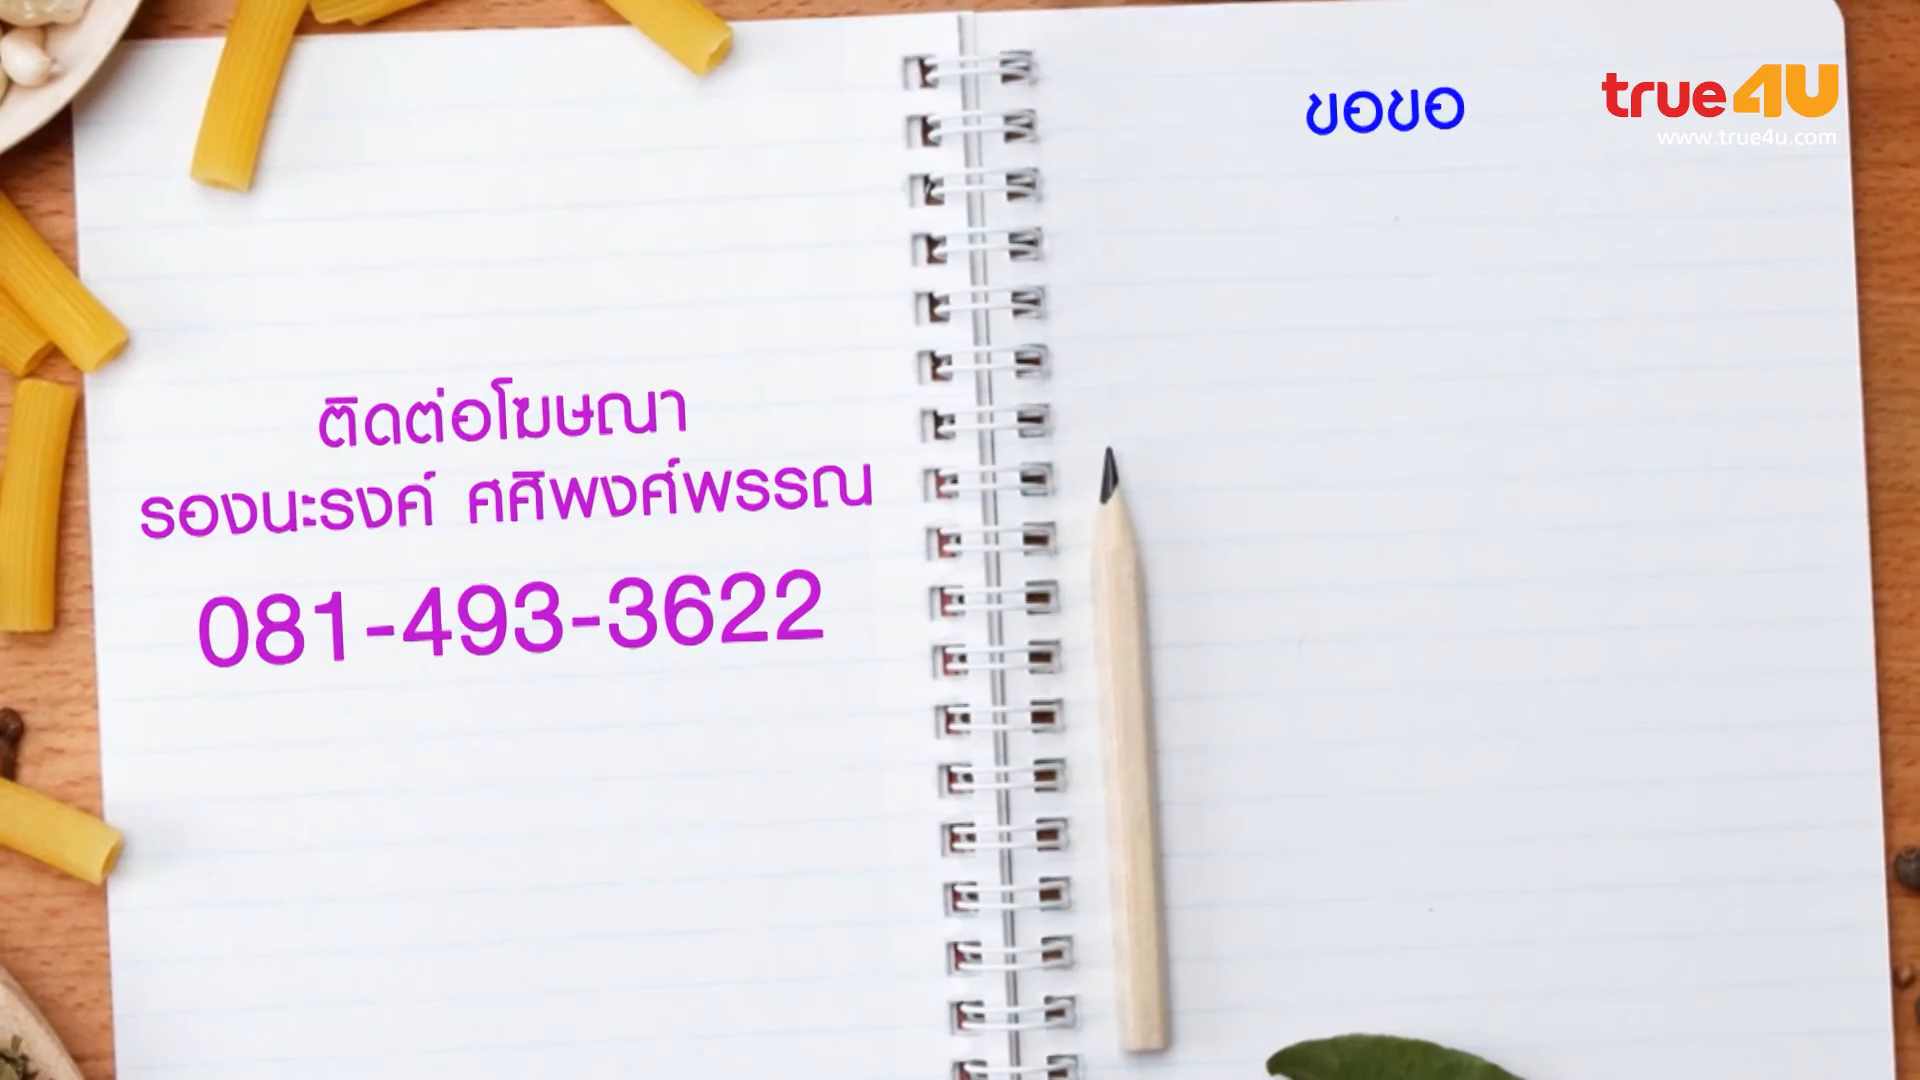 ติดต่อโฆษณา
รองนะรงค์ ศศิพงศ์พรรณ
081-493-3622
ขอขอ
true4U
www.true4u.com